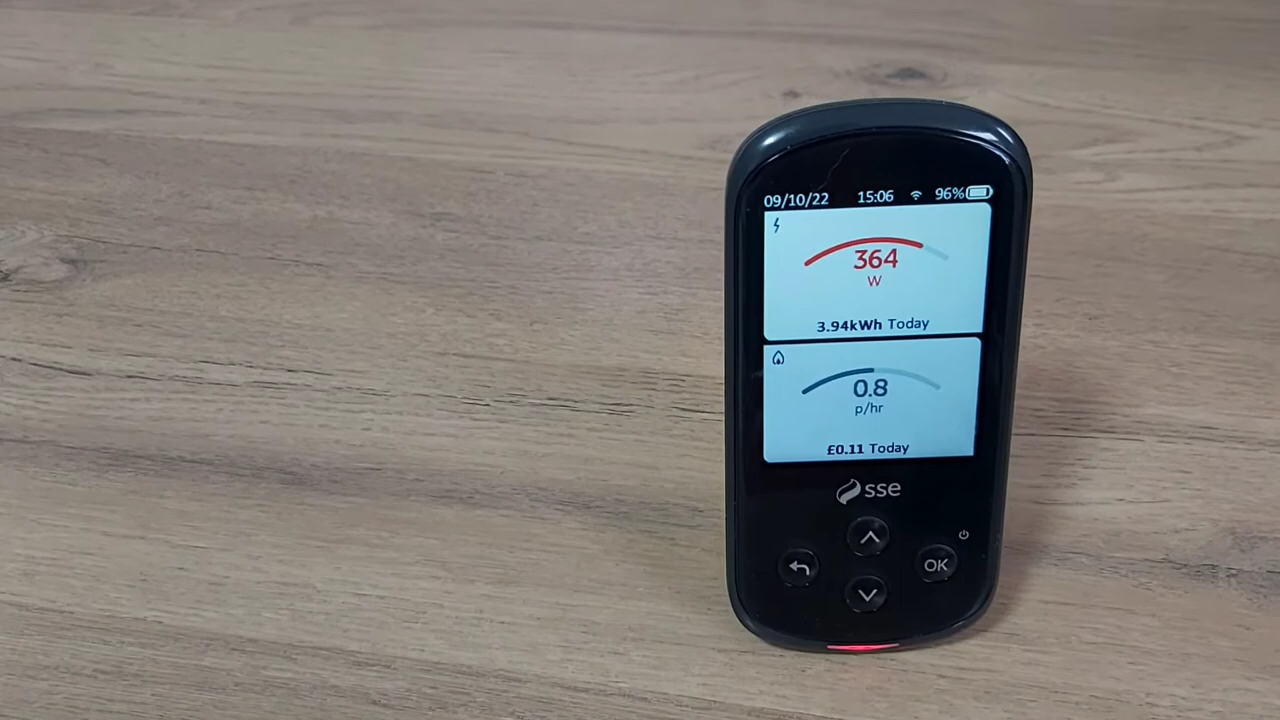 09/10/22 15:06 96%
364
W
3.94kWh Today
0.8
p/hr
£0.11 Today
sse
OK